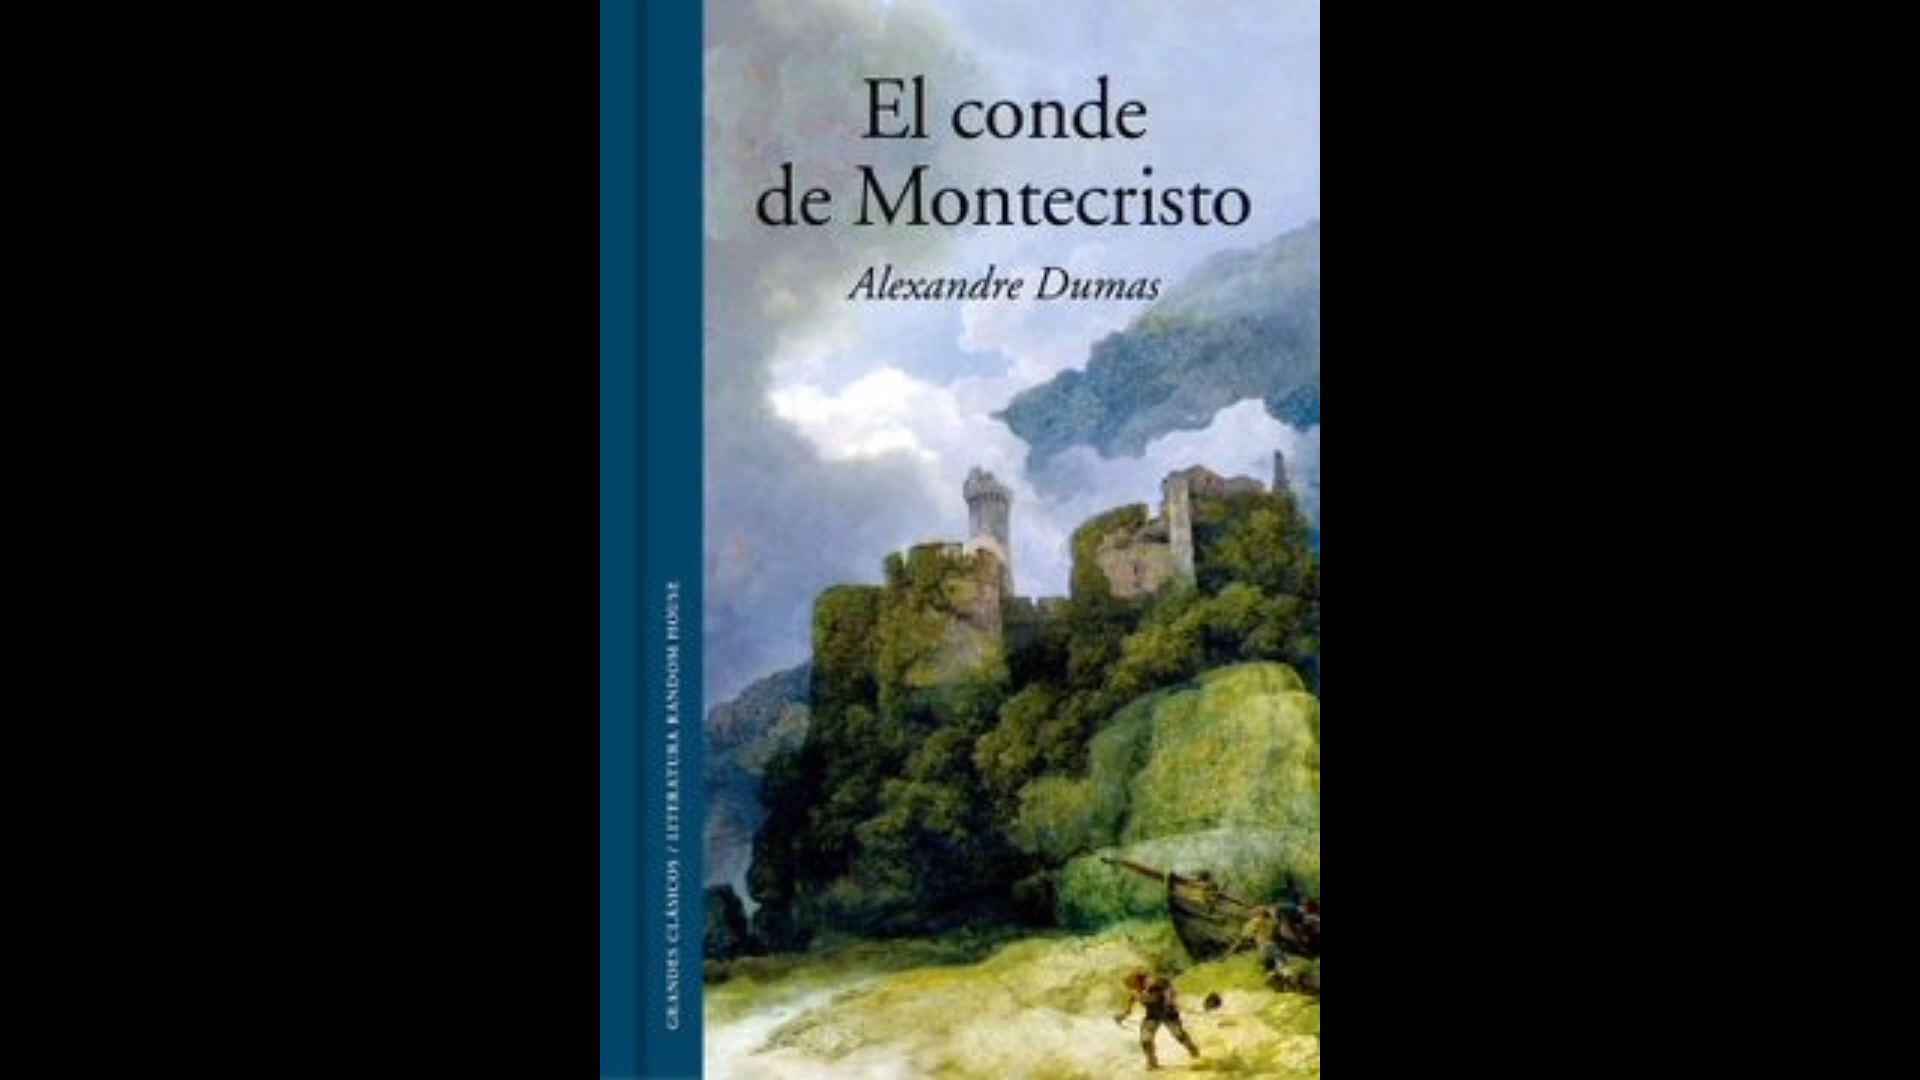 El conde
de Montecristo
Alexandre Dumas
GRANDES CLÁSICOS / LITERATURA RANDOM HOUSE